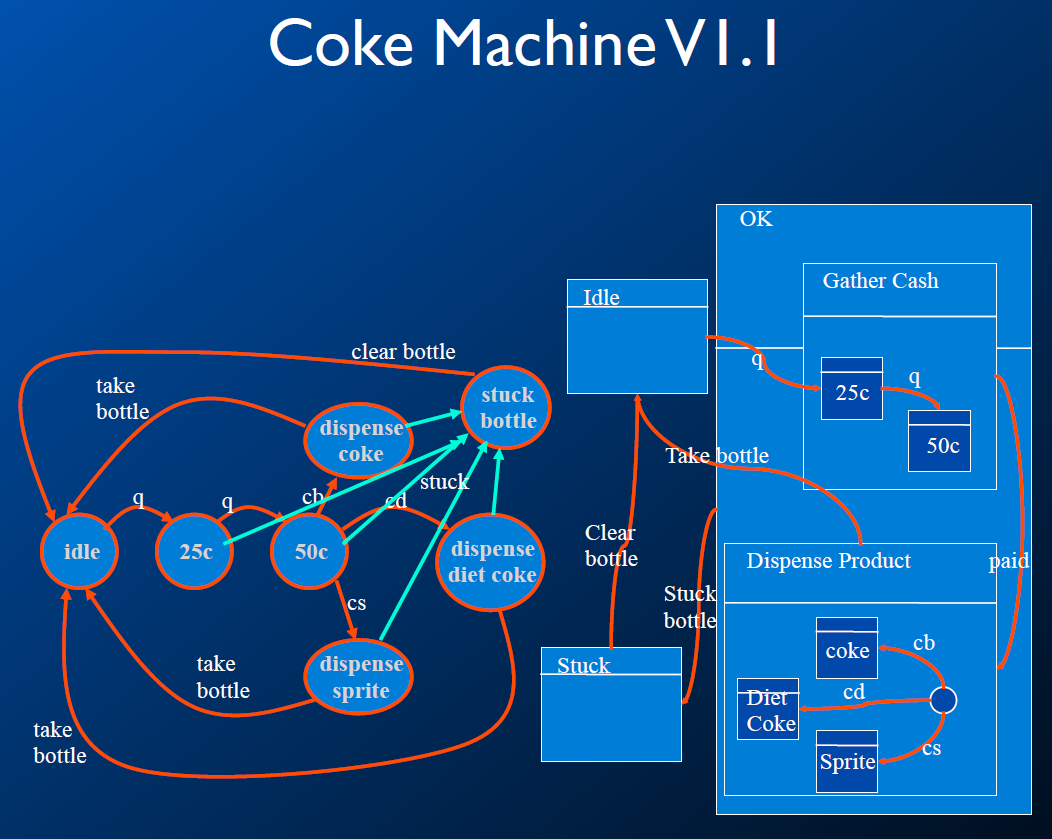 Coke Machine V1.1
clear bottle
take
bottle
stuck
bottle
dispense
coke
stuck
q
q
cb
cd
idle
25c
50c
dispense
diet coke
cs
take
bottle
dispense
sprite
take
bottle
OK
Gather Cash
Idle
q
25c
q
50c
Take bottle
Clear
bottle
Stuck
bottle
Dispense Product
paid
Stuck
coke
cb
Diet
Coke
cd
Sprite
cs